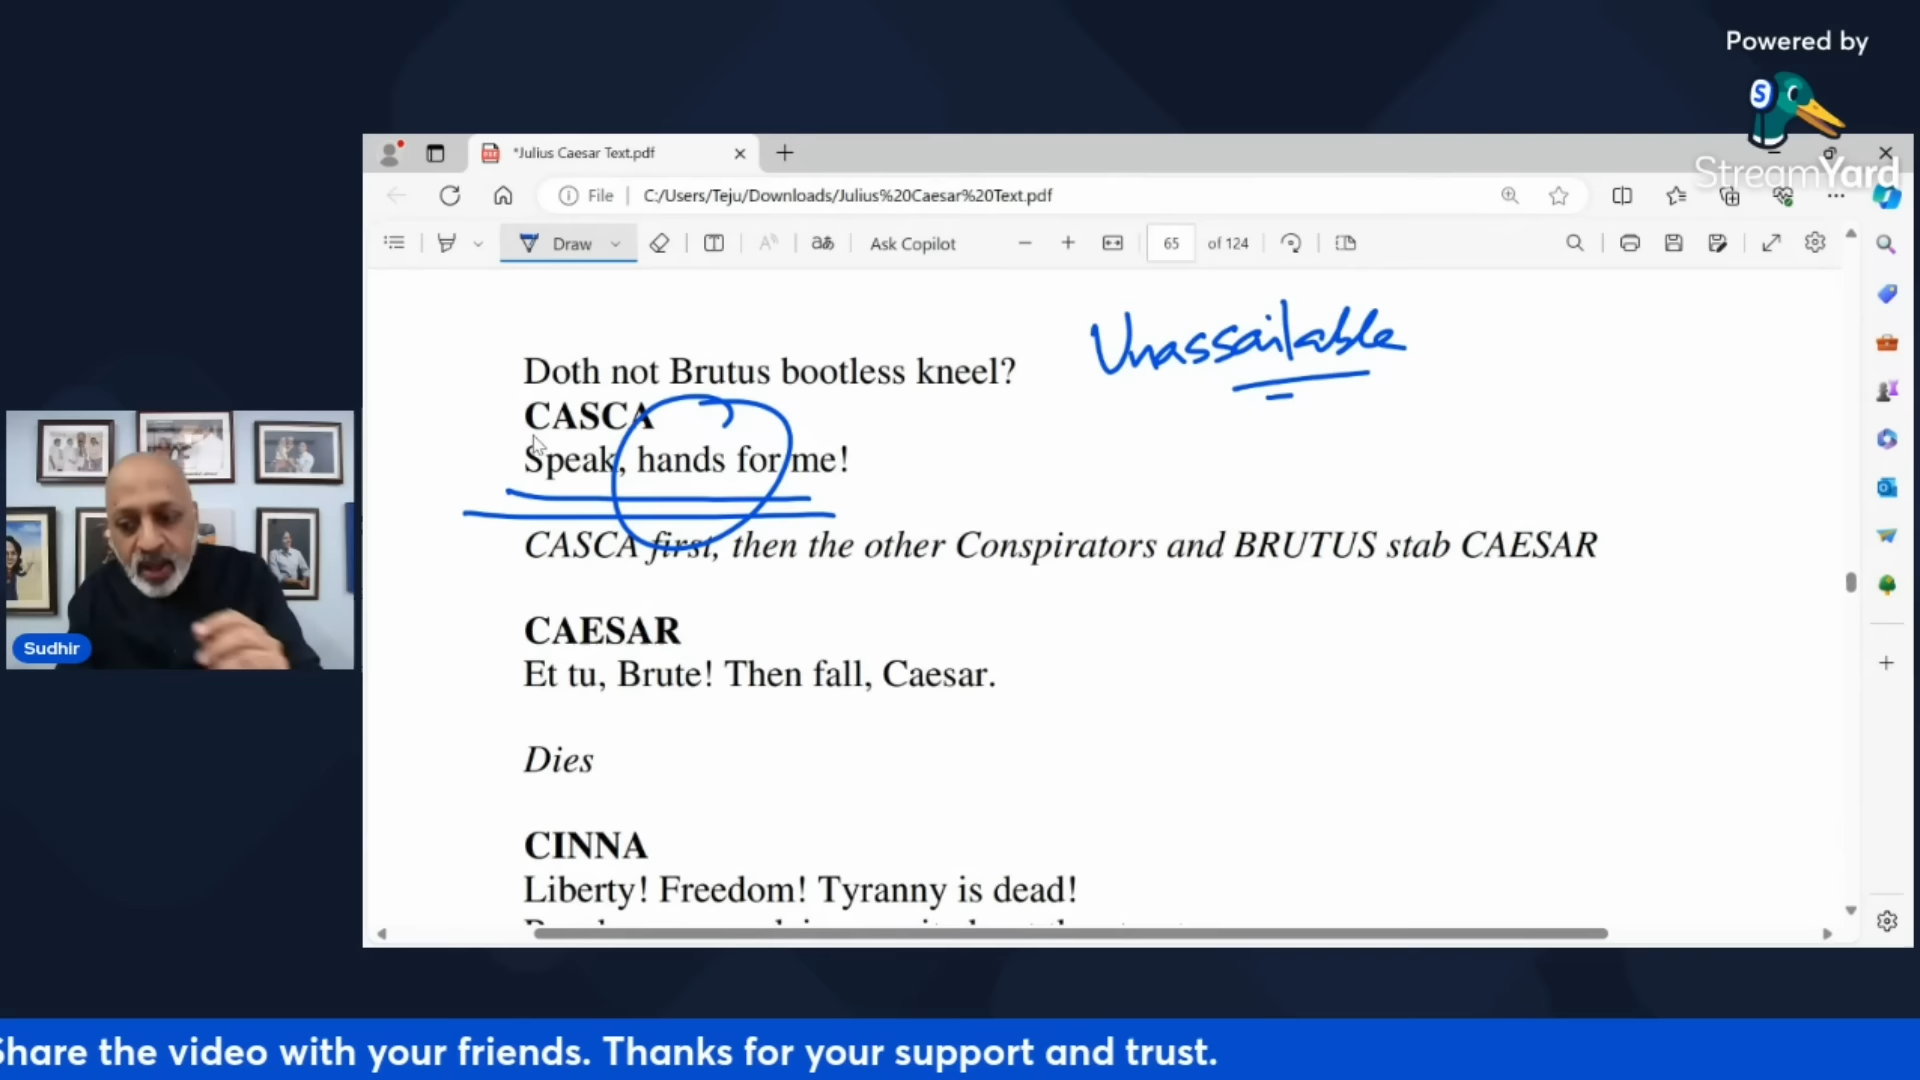 Powered by
StreamYard
*Julius Caesar Text.pdf
File
C:/Users/Teju/Downloads/Julius%20Caesar%20Text.pdf
Draw
aあ
Ask Copilot
65
of 124
Unassailable
Doth not Brutus bootless kneel?
CASCA
Speak, hands for me!
CASCA first, then the other Conspirators and BRUTUS stab CAESAR
CAESAR
Et tu, Brute! Then fall, Caesar.
Dies
CINNA
Liberty! Freedom! Tyranny is dead!
Sudhir
Share the video with your friends. Thanks for your support and trust.